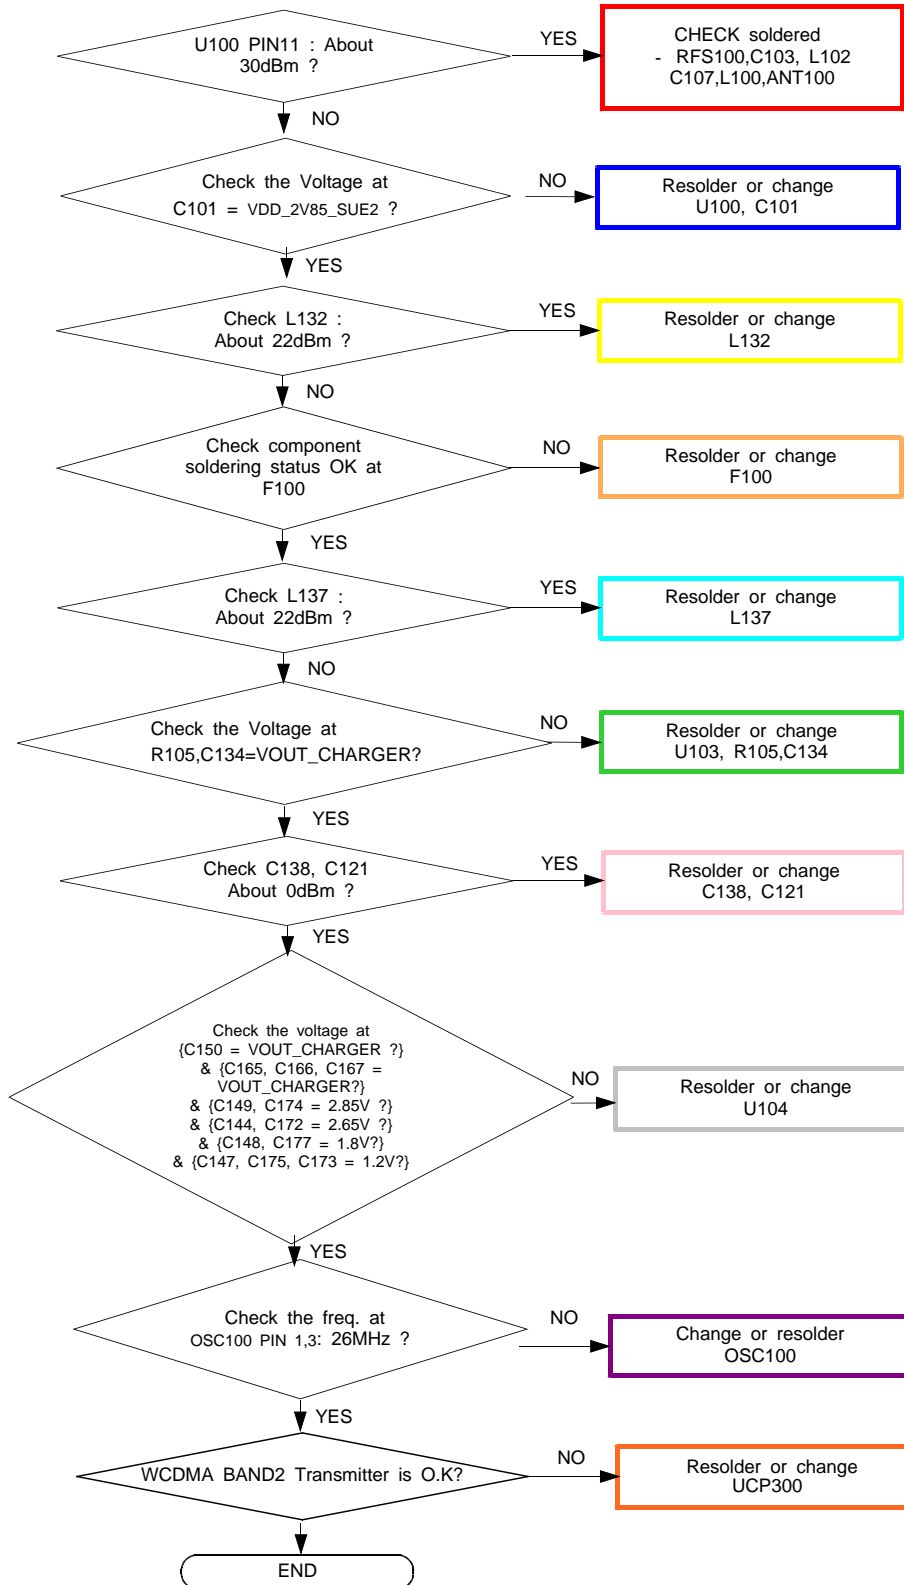 U100 PIN11 : About
30dBm ?
YES
CHECK soldered
- RFS100,C103, L102
C107,L100,ANT100
NO
Check the Voltage at
C101 = VDD_2V85_SUE2 ?
NO
Resolder or change
U100, C101
YES
Check L132 :
About 22dBm ?
YES
Resolder or change
L132
NO
Check component
soldering status OK at
F100
NO
Resolder or change
F100
YES
Check L137 :
About 22dBm ?
YES
Resolder or change
L137
NO
Check the Voltage at
R105,C134=VOUT_CHARGER?
NO
Resolder or change
U103, R105,C134
YES
Check C138, C121
About 0dBm ?
YES
Resolder or change
C138, C121
YES
Check the voltage at
{C150 = VOUT_CHARGER ?}
& {C165, C166, C167 =
VOUT_CHARGER?}
& {C149, C174 = 2.85V ?}
& {C144, C172 = 2.65V ?}
& {C148, C177 = 1.8V?}
& {C147, C175, C173 = 1.2V?}
NO
Resolder or change
U104
YES
Check the freq. at
OSC100 PIN 1,3: 26MHz ?
NO
Change or resolder
OSC100
YES
WCDMA BAND2 Transmitter is O.K?
NO
Resolder or change
UCP300
END